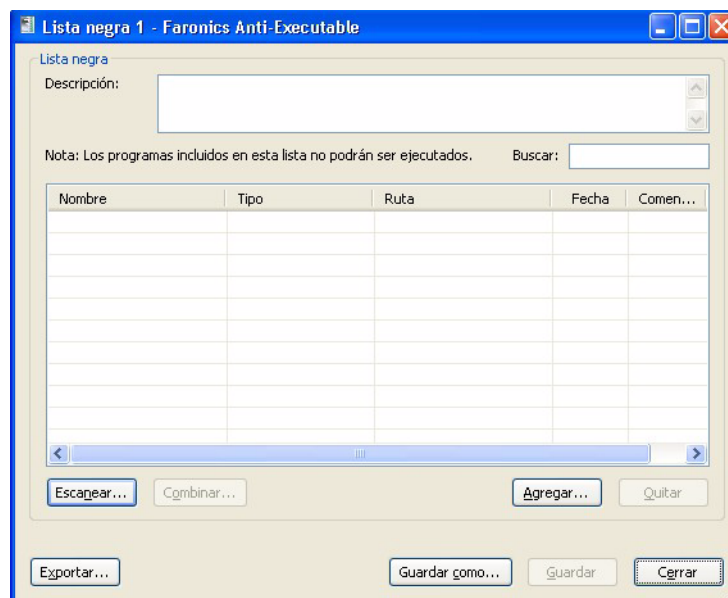 Lista negra 1 - Faronics Anti-Executable
Lista negra
Descripción:
Nota: Los programas incluidos en esta lista no podrán ser ejecutados. Buscar:
Nombre Tipo Ruta Fecha Comen...
Escanear... Combinar... Agregar... Quitar
Exportar... Guardar como... Guardar Cerrar